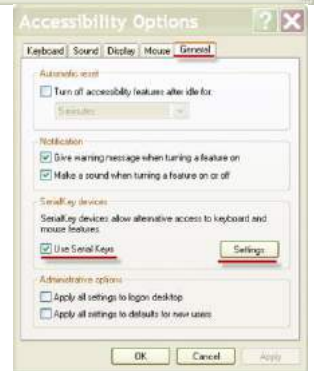 Accessibility Options
Keyboard Sound Display Mouse General
Automatic reset
Turn off accessibility features after idle for:
5 minutes
Notification
Give warning message when turning a feature on
Make a sound when turning a feature on or off
SerialKey devices
SerialKey devices allow alternative access to keyboard and
mouse features.
Use Serial Keys
Settings
Administrative options
Apply all settings to logon desktop
Apply all settings to defaults for new users
OK Cancel Apply